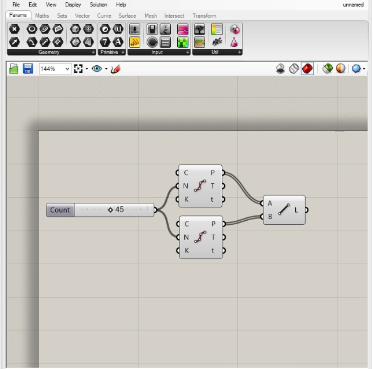 File Edit View Display Solution Help unnamed
Params Maths Sets Vector Curve Surface Mesh Intersect Transform
Geometry Primitive Input Util
144%
C P
N T
K t
Count 45
A L
B
C P
N T
K t